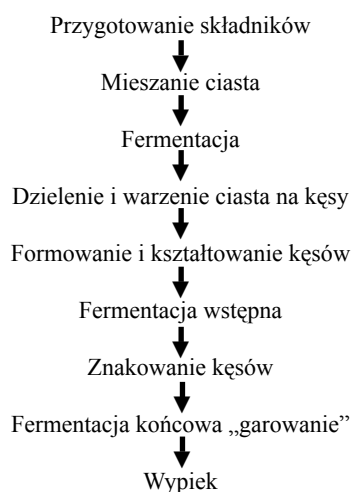 Przygotowanie składników
Mieszanie ciasta
Fermentacja
Dzielenie i warzenie ciasta na kęsy
Formowanie i kształtowanie kęsów
Fermentacja wstępna
Znakowanie kęsów
Fermentacja końcowa „garowanie”
Wypiek